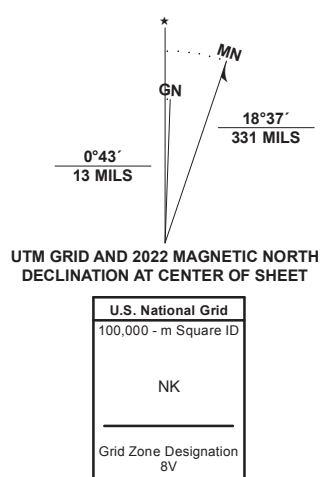 ★
MN
GN
18°37´
331 MILS
0°43´
13 MILS
UTM GRID AND 2022 MAGNETIC NORTH
DECLINATION AT CENTER OF SHEET
U.S. National Grid
100,000 - m Square ID
NK
Grid Zone Designation
8V